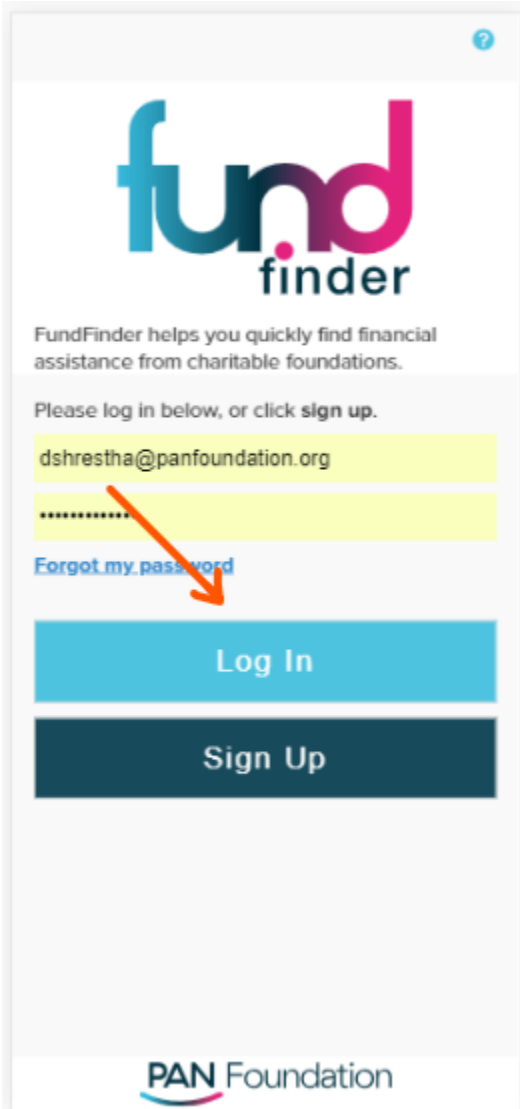 ?
fund
finder
FundFinder helps you quickly find financial
assistance from charitable foundations.
Please log in below, or click sign up.
dshrestha@panfoundation.org
••••••••••••
Forgot my password
Log In
Sign Up
PAN Foundation